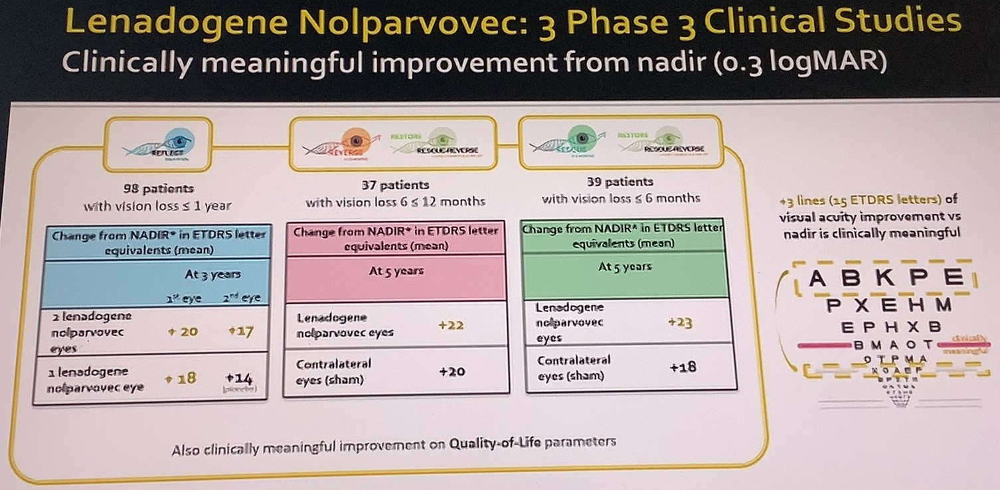 Lenadogene Nolparvovec: 3 Phase 3 Clinical Studies
Clinically meaningful improvement from nadir (0.3 logMAR)
REFLECT
REVERSE
RESTORE
RESCUE/REVERSE
RESCUE
RESTORE
RESCUE/REVERSE
98 patients
with vision loss ≤ 1 year
Change from NADIR* in ETDRS letter
equivalents (mean)
At 3 years
1st eye 2nd eye
2 lenadogene
nolparvovec
eyes
+ 20 +17
1 lenadogene
nolparvovec eye
+ 18 +14
(placebo)
37 patients
with vision loss 6 ≤ 12 months
Change from NADIR* in ETDRS letter
equivalents (mean)
At 5 years
Lenadogene
nolparvovec eyes
+22
Contralateral
eyes (sham)
+20
39 patients
with vision loss ≤ 6 months
Change from NADIR* in ETDRS letter
equivalents (mean)
At 5 years
Lenadogene
nolparvovec
eyes
+23
Contralateral
eyes (sham)
+18
Also clinically meaningful improvement on Quality-of-Life parameters
+3 lines (15 ETDRS letters) of
visual acuity improvement vs
nadir is clinically meaningful
A B K P E
P X E H M
E P H X B
B M A O T
clinically
meaningful
O T P M A
N O A E F